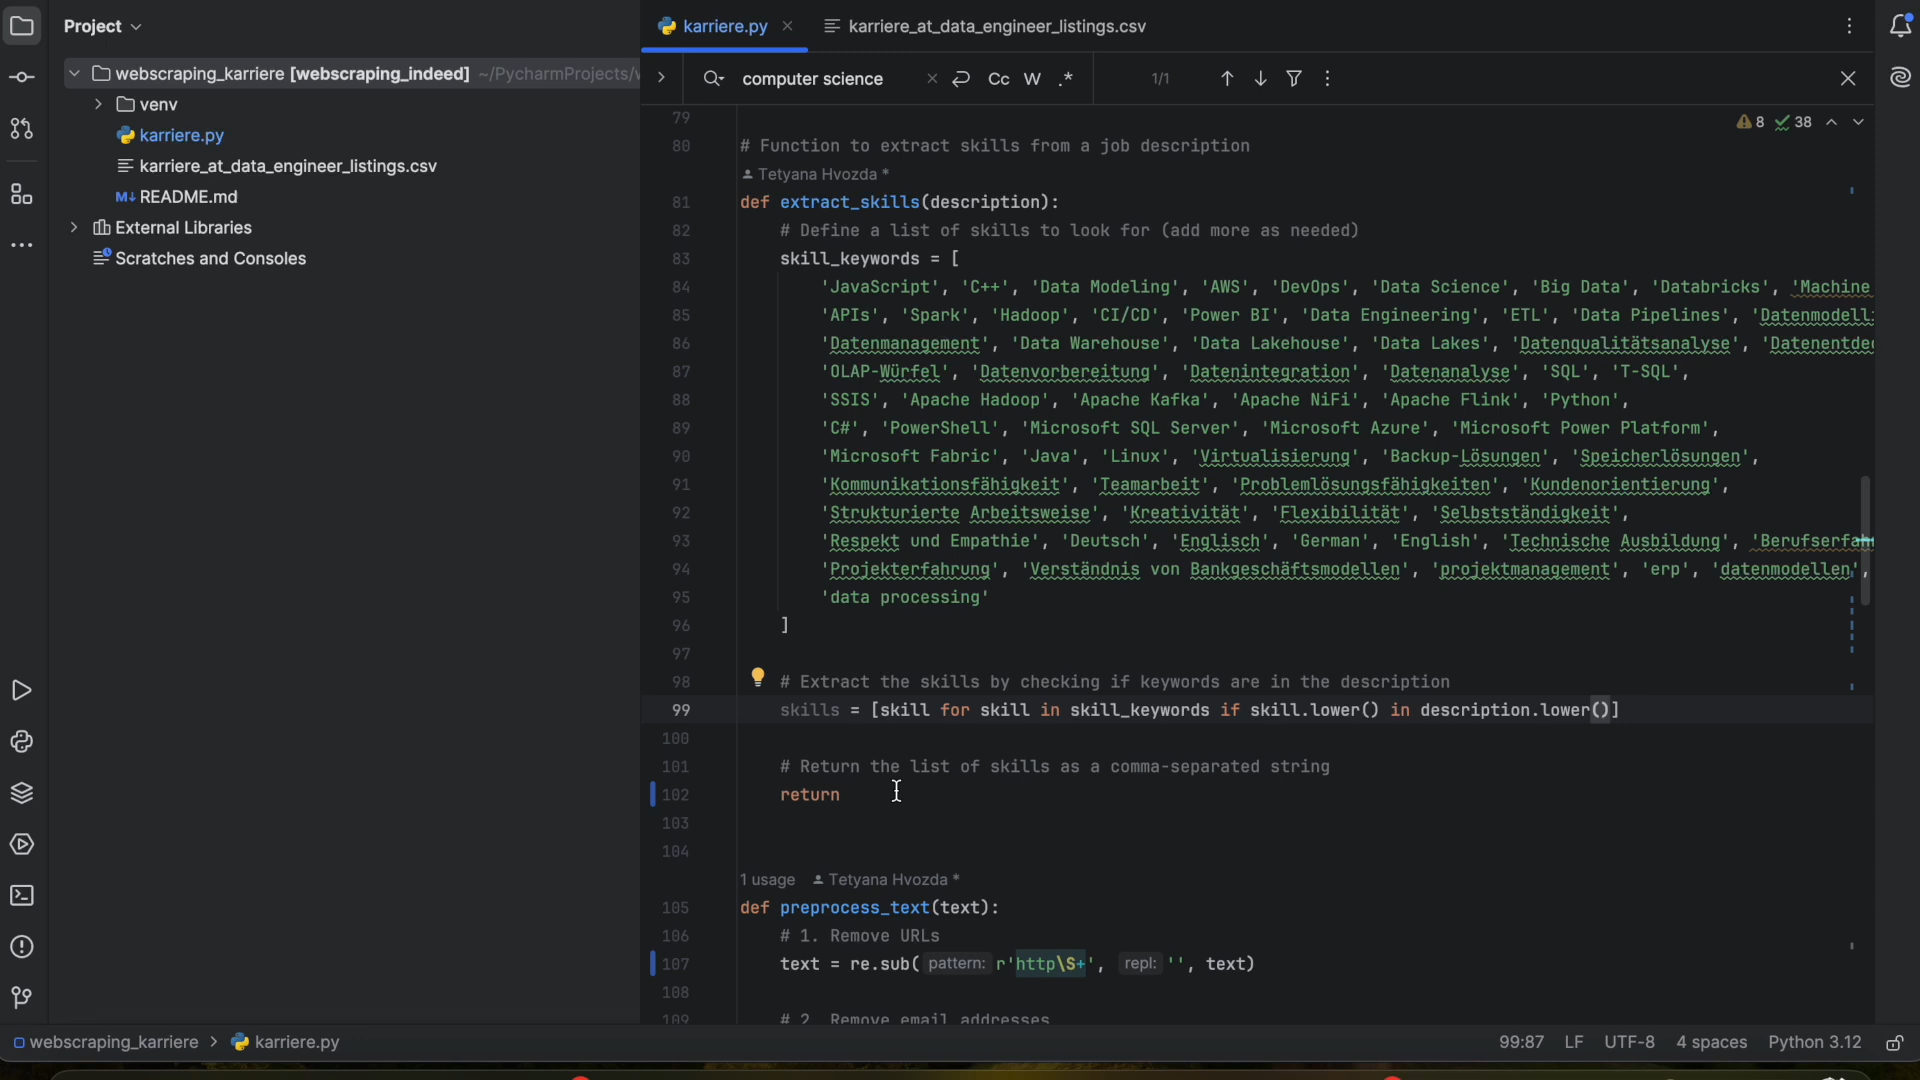 Project
karriere.py
karriere_at_data_engineer_listings.csv
webscraping_karriere [webscraping_indeed] ~/PycharmProjects/
computer science
Cc
W
.*
1/1
venv
karriere.py
karriere_at_data_engineer_listings.csv
M↓ README.md
External Libraries
Scratches and Consoles
8 38
79
80 # Function to extract skills from a job description
Tetyana Hvozda *
81 def extract_skills(description):
82 # Define a list of skills to look for (add more as needed)
83 skill_keywords = [
84 'JavaScript', 'C++', 'Data Modeling', 'AWS', 'DevOps', 'Data Science', 'Big Data', 'Databricks', 'Machine
85 'APIs', 'Spark', 'Hadoop', 'CI/CD', 'Power BI', 'Data Engineering', 'ETL', 'Data Pipelines', 'Datenmodelli
86 'Datenmanagement', 'Data Warehouse', 'Data Lakehouse', 'Data Lakes', 'Datenqualitätsanalyse', 'Datenentdec
87 'OLAP-Würfel', 'Datenvorbereitung', 'Datenintegration', 'Datenanalyse', 'SQL', 'T-SQL',
88 'SSIS', 'Apache Hadoop', 'Apache Kafka', 'Apache NiFi', 'Apache Flink', 'Python',
89 'C#', 'PowerShell', 'Microsoft SQL Server', 'Microsoft Azure', 'Microsoft Power Platform',
90 'Microsoft Fabric', 'Java', 'Linux', 'Virtualisierung', 'Backup-Lösungen', 'Speicherlösungen',
91 'Kommunikationsfähigkeit', 'Teamarbeit', 'Problemlösungsfähigkeiten', 'Kundenorientierung',
92 'Strukturierte Arbeitsweise', 'Kreativität', 'Flexibilität', 'Selbstständigkeit',
93 'Respekt und Empathie', 'Deutsch', 'Englisch', 'German', 'English', 'Technische Ausbildung', 'Berufserfah
94 'Projekterfahrung', 'Verständnis von Bankgeschäftsmodellen', 'projektmanagement', 'erp', 'datenmodellen',
95 'data processing'
96 ]
97
98 # Extract the skills by checking if keywords are in the description
99 skills = [skill for skill in skill_keywords if skill.lower() in description.lower()]
100
101 # Return the list of skills as a comma-separated string
102 return
103
104
1 usage Tetyana Hvozda *
105 def preprocess_text(text):
106 # 1. Remove URLs
107 text = re.sub( pattern: r'http\S+', repl: '', text)
108
109 # 2. Remove email addresses
webscraping_karriere > karriere.py
99:87 LF UTF-8 4 spaces Python 3.12